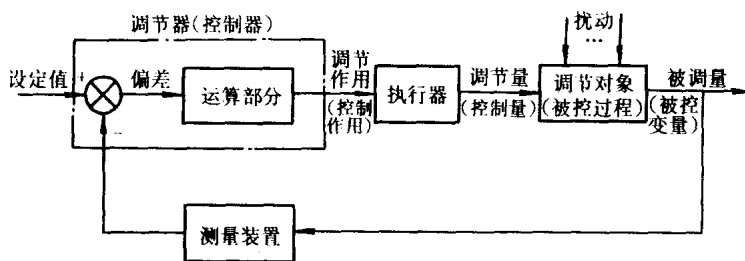 调节器(控制器)
扰动
…
设定值
+
-
偏差
运算部分
调节
作用
(控制
作用)
执行器
调节量
(控制量)
调节对象
(被控过程)
被调量
(被控
变量)
测量装置